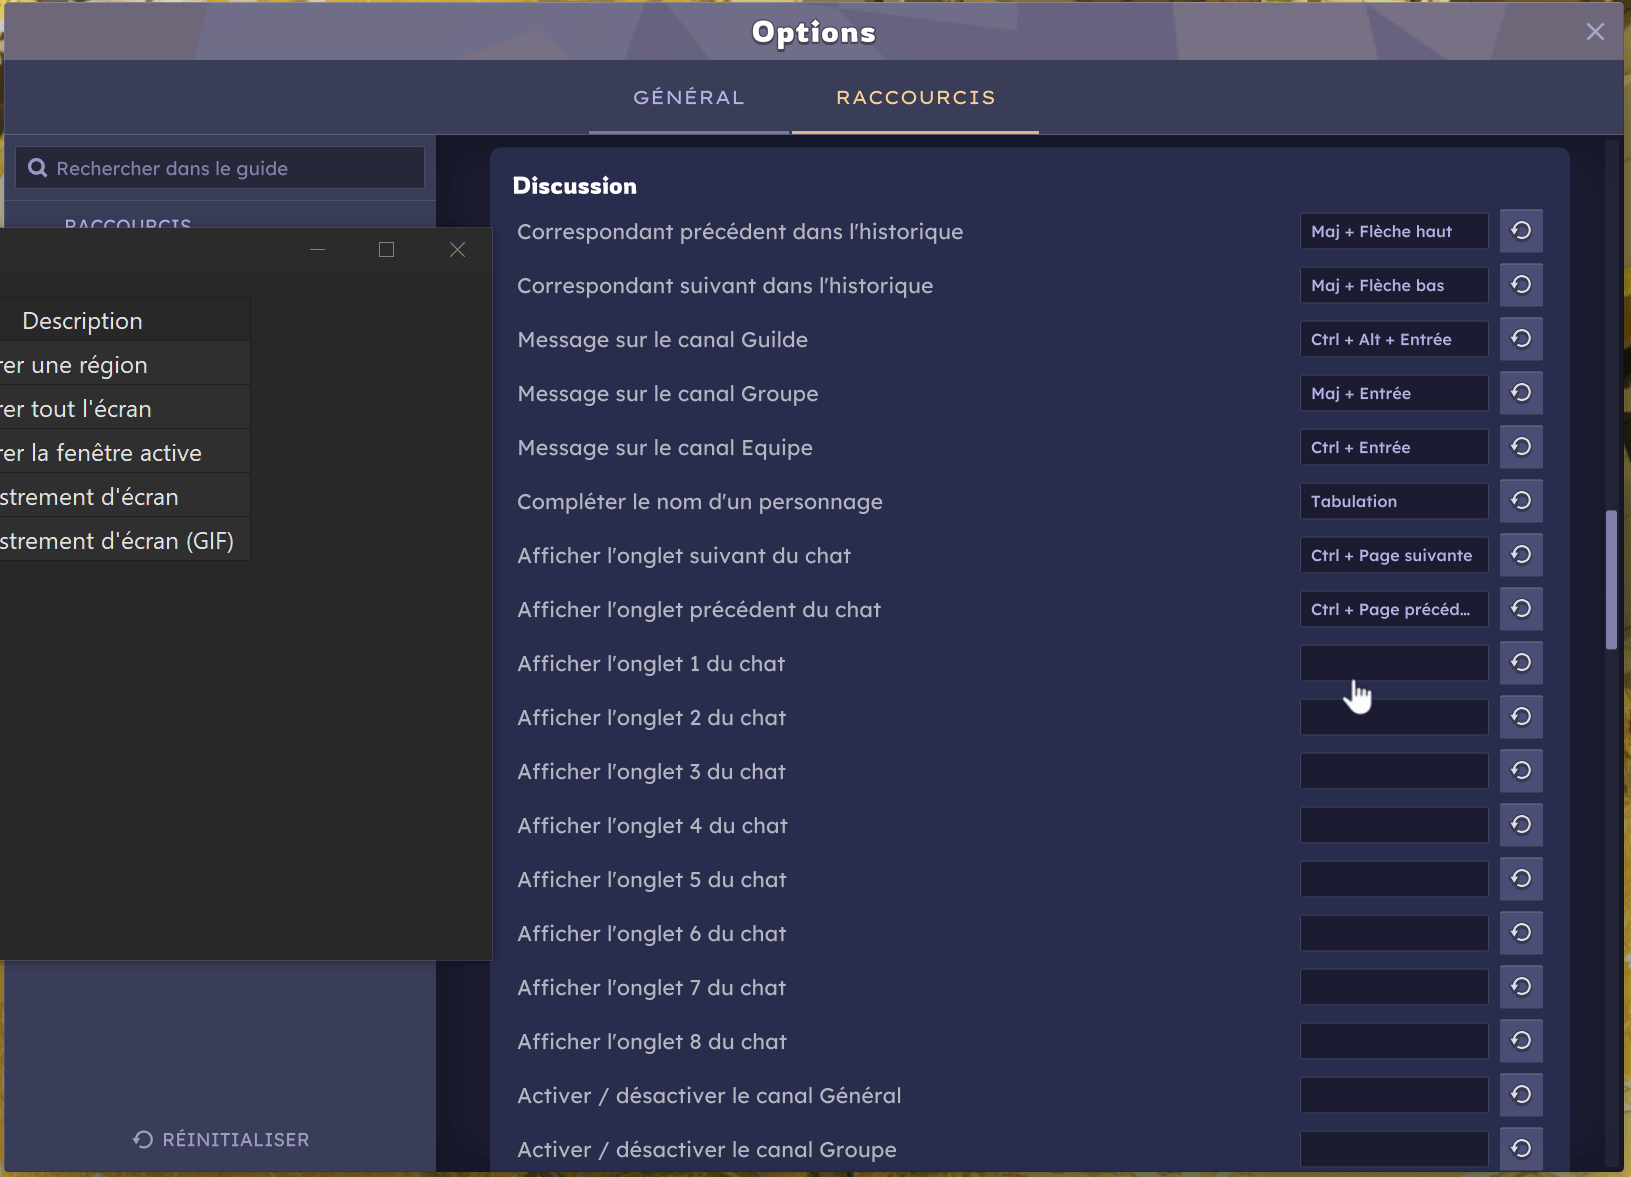 Options
GÉNÉRAL
RACCOURCIS
Rechercher dans le guide
RACCOURCIS
Description
rer une région
rer tout l'écran
rer la fenêtre active
strement d'écran
strement d'écran (GIF)
RÉINITIALISER
Discussion
Correspondant précédent dans l'historique Maj + Flèche haut
Correspondant suivant dans l'historique Maj + Flèche bas
Message sur le canal Guilde Ctrl + Alt + Entrée
Message sur le canal Groupe Maj + Entrée
Message sur le canal Equipe Ctrl + Entrée
Compléter le nom d'un personnage Tabulation
Afficher l'onglet suivant du chat Ctrl + Page suivante
Afficher l'onglet précédent du chat Ctrl + Page précéd...
Afficher l'onglet 1 du chat
Afficher l'onglet 2 du chat
Afficher l'onglet 3 du chat
Afficher l'onglet 4 du chat
Afficher l'onglet 5 du chat
Afficher l'onglet 6 du chat
Afficher l'onglet 7 du chat
Afficher l'onglet 8 du chat
Activer / désactiver le canal Général
Activer / désactiver le canal Groupe